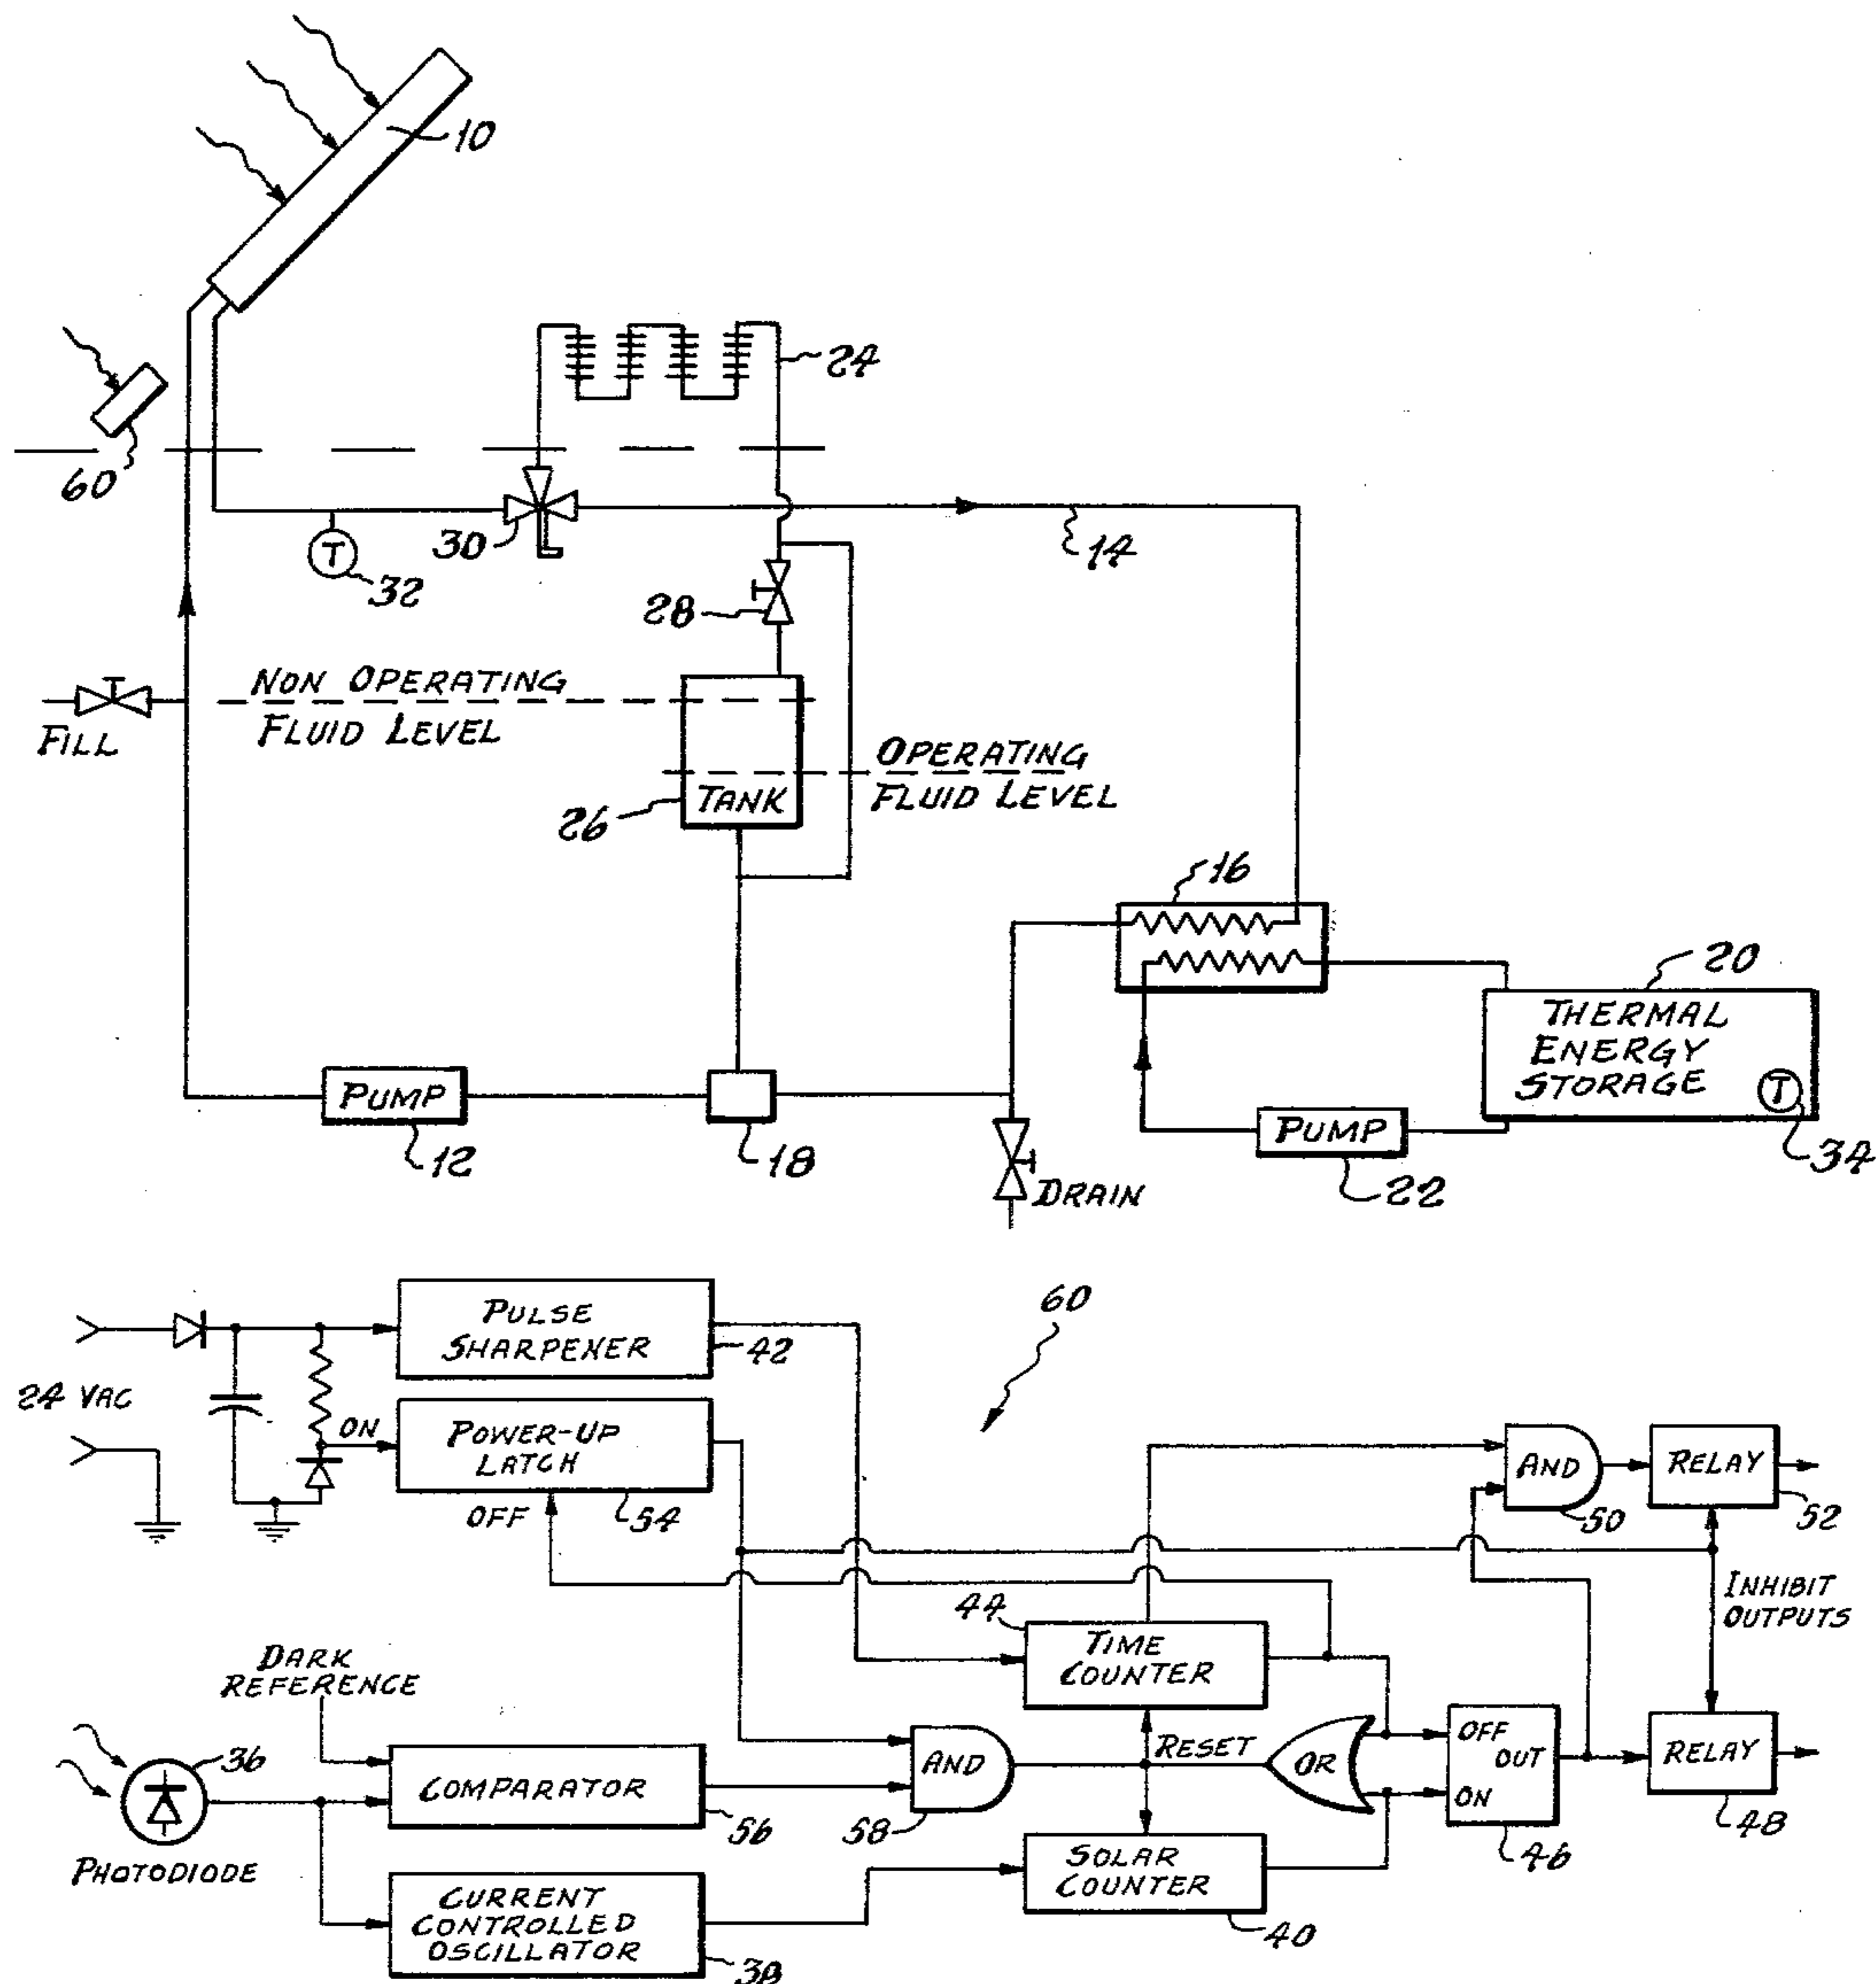 10
24
60
30
14
T
32
28
NON OPERATING
FLUID LEVEL
FILL
OPERATING
FLUID LEVEL
TANK
26
16
20
THERMAL
ENERGY
STORAGE
T
PUMP
PUMP
12
18
34
22
DRAIN
60
PULSE
SHARPENER
42
24 VAC
ON
POWER-UP
LATCH
AND
RELAY
OFF
54
50
52
INHIBIT
OUTPUTS
44
TIME
COUNTER
DARK
REFERENCE
36
AND
RESET
OR
OFF
OUT
ON
RELAY
COMPARATOR
56
58
48
46
PHOTODIODE
SOLAR
COUNTER
CURRENT
CONTROLLED
OSCILLATOR
40
38